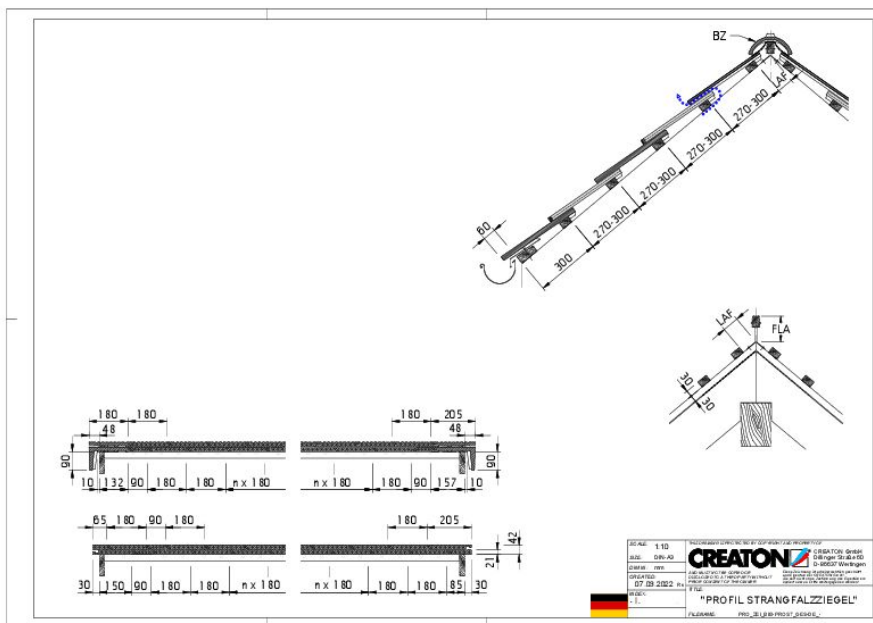 BZ
LAF
270-300
270-300
270-300
270-300
300
60
LAF
FLA
30
30
180 180
180 205
48
48
90
90
10 132 90 180 180 n x 180
n x 180 180 90 157 10
65 180 90 180
180 205
42
21
30 150 90 180 180 n x 180
n x 180 180 180 85 30
SCALE: 1:10
SIZE: DIN-A3
DIM IN: mm
CREATED:
07.09.2022
INDEX:
CREATON
CREATON GmbH
Dillinger Straße 60
D-86637 Wertingen
TITLE:
"PROFIL STRANGFALZZIEGEL"
FILENAME: